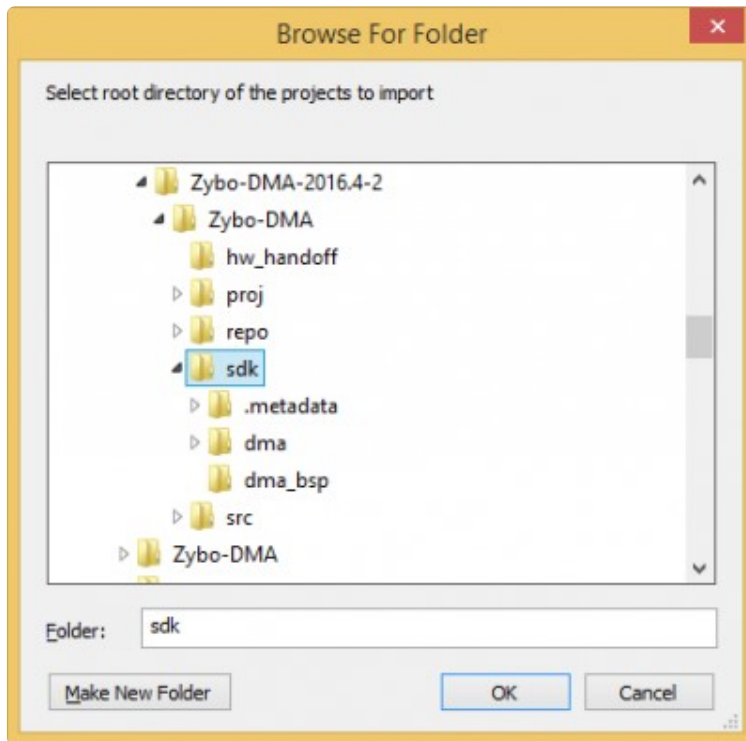 Browse For Folder
Select root directory of the projects to import
Zybo-DMA-2016.4-2
Zybo-DMA
hw_handoff
proj
repo
sdk
.metadata
dma
dma_bsp
src
Zybo-DMA
Folder: sdk
Make New Folder OK Cancel